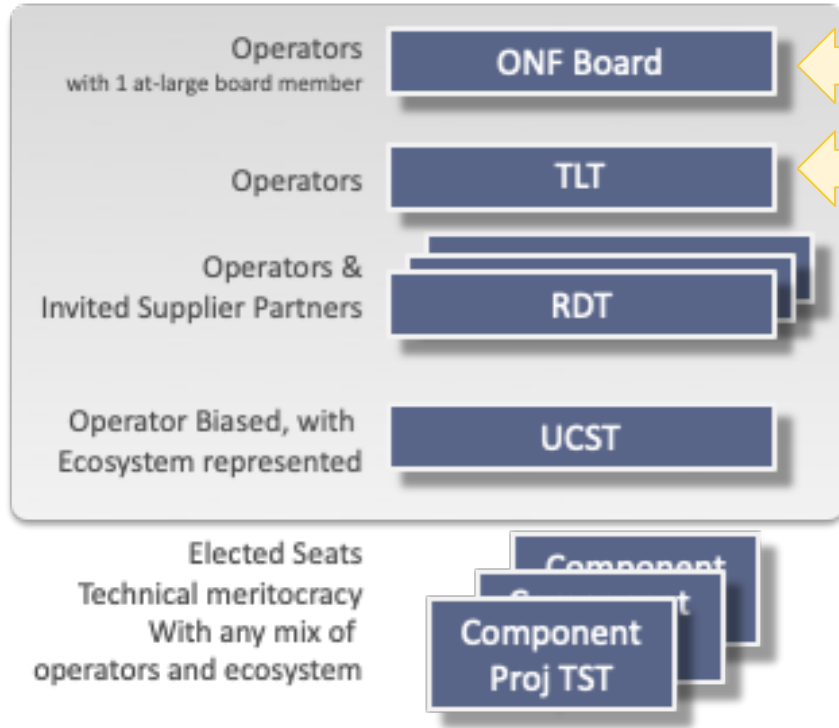 Operators
with 1 at-large board member
ONF Board
Operators
TLT
Operators &
Invited Supplier Partners
RDT
Operator Biased, with
Ecosystem represented
UCST
Elected Seats
Technical meritocracy
With any mix of
operators and ecosystem
Component
Component
Proj TST